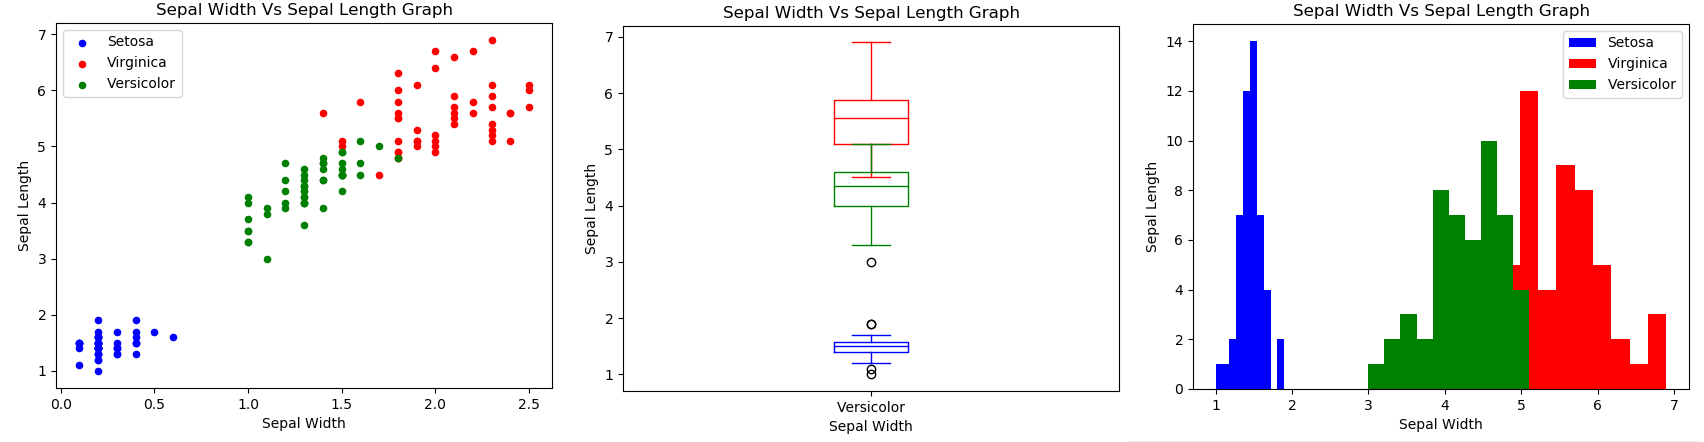 Sepal Width Vs Sepal Length Graph
Setosa
Virginica
Versicolor
7
6
5
4
3
2
1
Sepal Length
0.0 0.5 1.0 1.5 2.0 2.5
Sepal Width
Sepal Width Vs Sepal Length Graph
7
6
5
4
3
2
1
Sepal Length
Versicolor
Sepal Width
Sepal Width Vs Sepal Length Graph
Setosa
Virginica
Versicolor
14
12
10
8
6
4
2
0
Sepal Length
1 2 3 4 5 6 7
Sepal Width